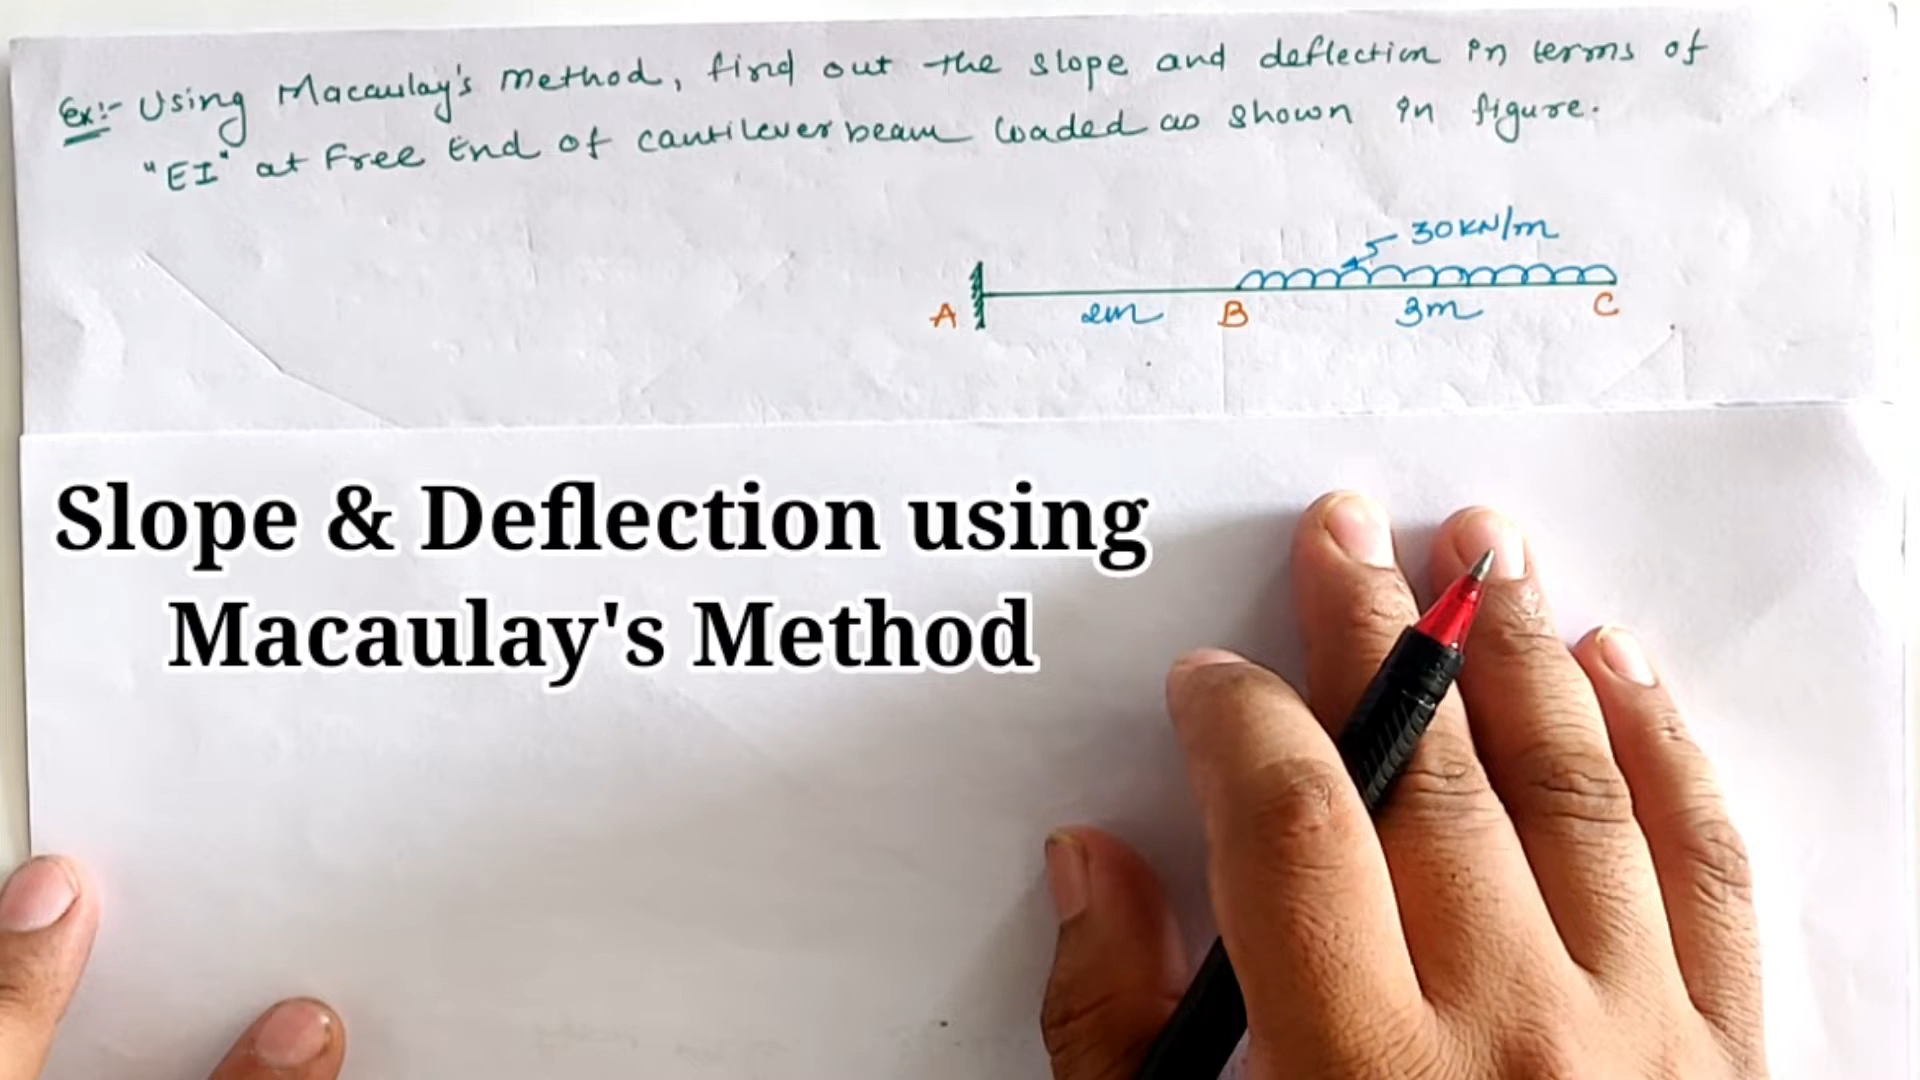 Ex:- Using Macaulay's method, find out the slope and deflection in terms of
"EI" at Free End of cantilever beam loaded as shown in figure.
30KN/m
A 2m B 3m C
Slope & Deflection using
Macaulay's Method